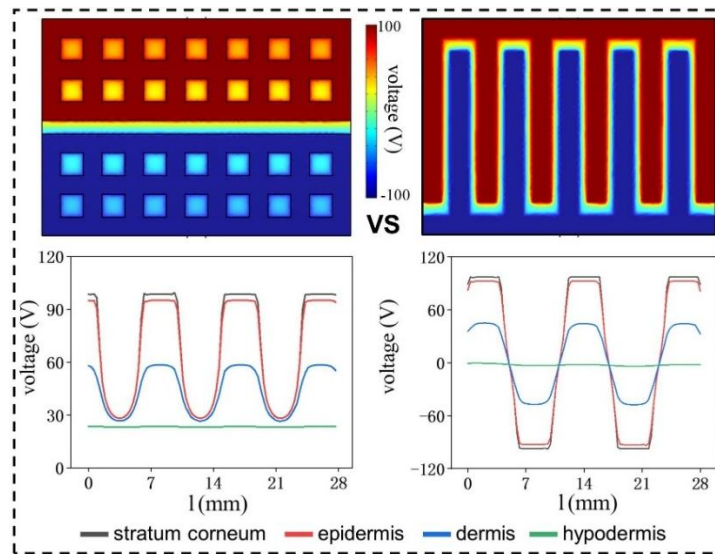 100
voltage (V)
-100
VS
120
90
60
30
0
voltage (V)
0 7 14 21 28
l(mm)
120
60
0
−60
−120
voltage (V)
0 7 14 21 28
l(mm)
stratum corneum epidermis dermis hypodermis